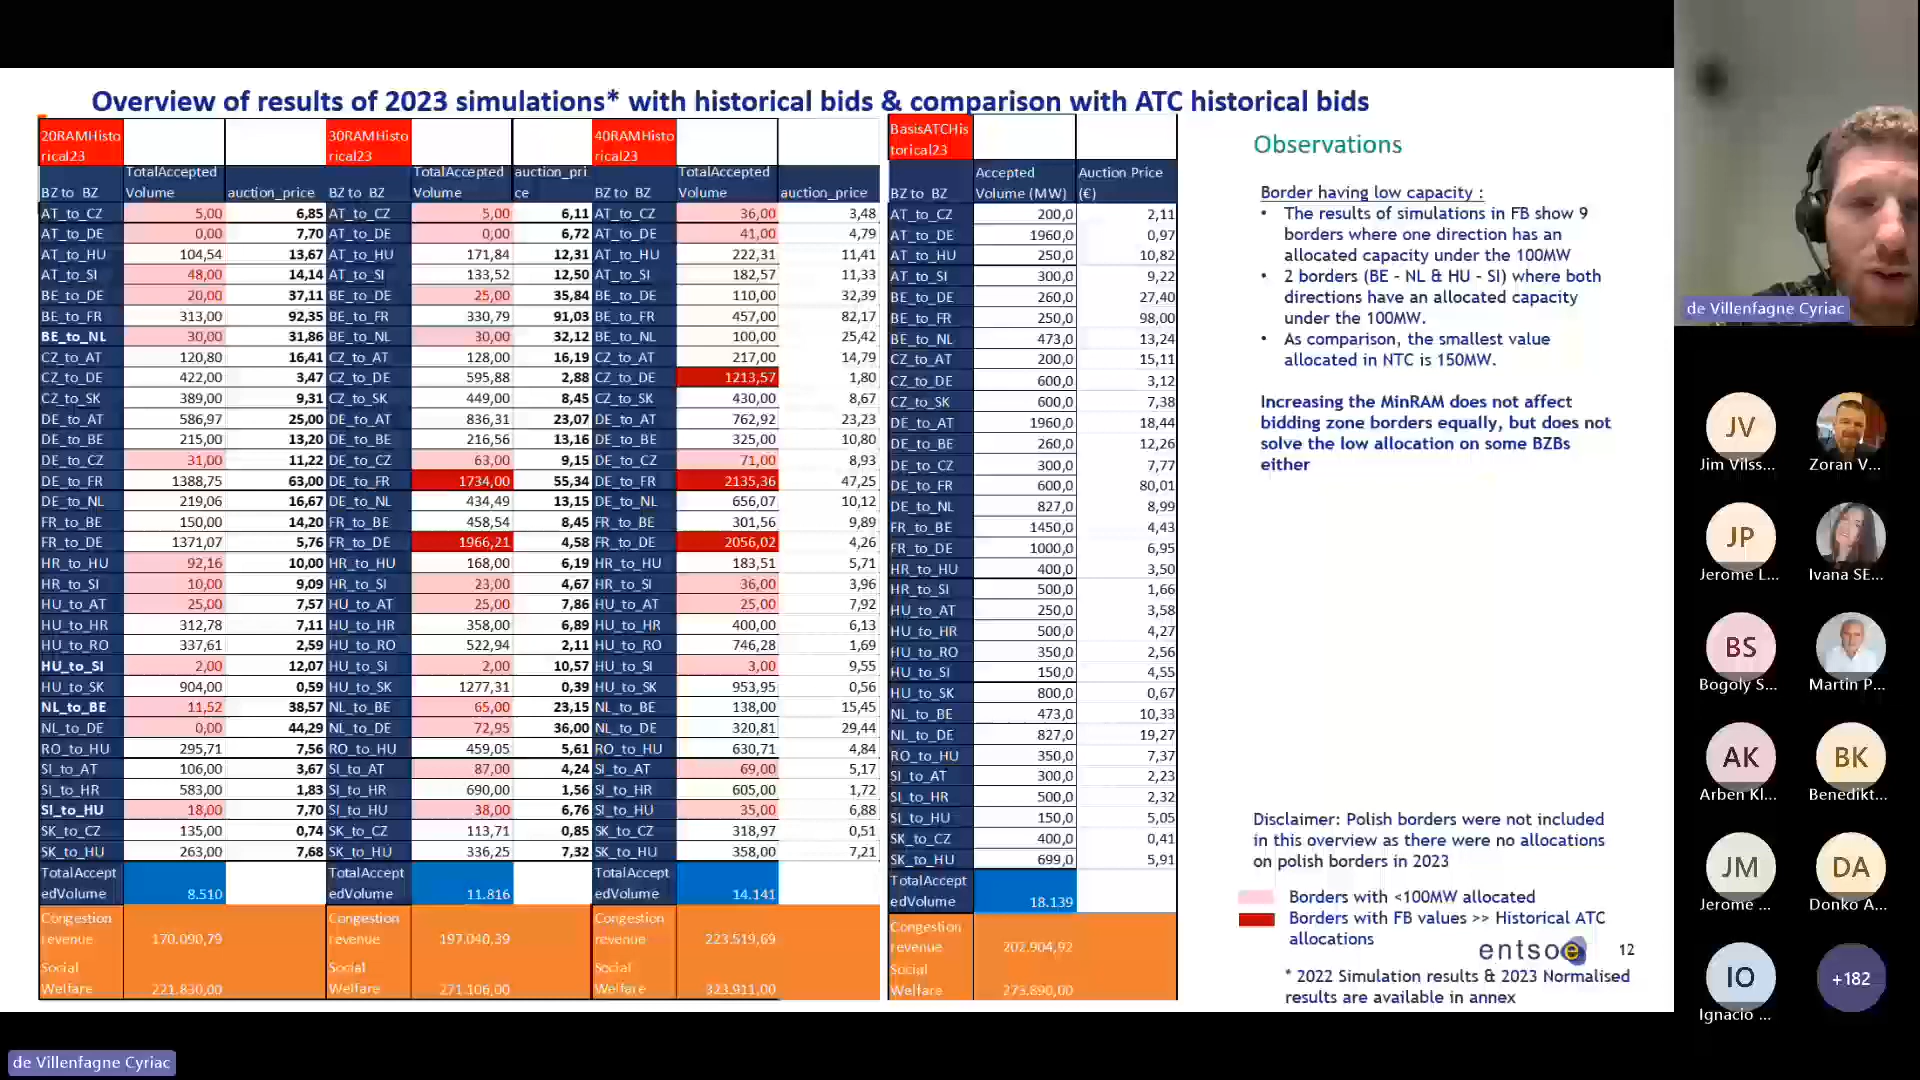 Overview of results of 2023 simulations* with historical bids & comparison with ATC historical bids
20RAMHisto
rical23
30RAMHisto
rical23
40RAMHisto
rical23
BZ to BZ TotalAccepted Volume auction_price BZ to BZ TotalAccepted Volume auction_pri ce BZ to BZ TotalAccepted Volume auction_price
AT_to_CZ 5,00 6,85 AT_to_CZ 5,00 6,11 AT_to_CZ 36,00 3,48
AT_to_DE 0,00 7,70 AT_to_DE 0,00 6,72 AT_to_DE 41,00 4,79
AT_to_HU 104,54 13,67 AT_to_HU 171,84 12,31 AT_to_HU 222,31 11,41
AT_to_SI 48,00 14,14 AT_to_SI 133,52 12,50 AT_to_SI 182,57 11,33
BE_to_DE 20,00 37,11 BE_to_DE 25,00 35,84 BE_to_DE 110,00 32,39
BE_to_FR 313,00 92,35 BE_to_FR 330,79 91,03 BE_to_FR 457,00 82,17
BE_to_NL 30,00 31,86 BE_to_NL 30,00 32,12 BE_to_NL 100,00 25,42
CZ_to_AT 120,80 16,41 CZ_to_AT 128,00 16,19 CZ_to_AT 217,00 14,79
CZ_to_DE 422,00 3,47 CZ_to_DE 595,88 2,88 CZ_to_DE 1213,57 1,80
CZ_to_SK 389,00 9,31 CZ_to_SK 449,00 8,45 CZ_to_SK 430,00 8,67
DE_to_AT 586,97 25,00 DE_to_AT 836,31 23,07 DE_to_AT 762,92 23,23
DE_to_BE 215,00 13,20 DE_to_BE 216,56 13,16 DE_to_BE 325,00 10,80
DE_to_CZ 31,00 11,22 DE_to_CZ 63,00 9,15 DE_to_CZ 71,00 8,93
DE_to_FR 1388,75 63,00 DE_to_FR 1734,00 55,34 DE_to_FR 2135,36 47,25
DE_to_NL 219,06 16,67 DE_to_NL 434,49 13,15 DE_to_NL 656,07 10,12
FR_to_BE 150,00 14,20 FR_to_BE 458,54 8,45 FR_to_BE 301,56 9,89
FR_to_DE 1371,07 5,76 FR_to_DE 1966,21 4,58 FR_to_DE 2056,02 4,26
HR_to_HU 92,16 10,00 HR_to_HU 168,00 6,19 HR_to_HU 183,51 5,71
HR_to_SI 10,00 9,09 HR_to_SI 23,00 4,67 HR_to_SI 36,00 3,96
HU_to_AT 25,00 7,57 HU_to_AT 25,00 7,86 HU_to_AT 25,00 7,92
HU_to_HR 312,78 7,11 HU_to_HR 358,00 6,89 HU_to_HR 400,00 6,13
HU_to_RO 337,61 2,59 HU_to_RO 522,94 2,11 HU_to_RO 746,28 1,69
HU_to_SI 2,00 12,07 HU_to_SI 2,00 10,57 HU_to_SI 3,00 9,55
HU_to_SK 904,00 0,59 HU_to_SK 1277,31 0,39 HU_to_SK 953,95 0,56
NL_to_BE 11,52 38,57 NL_to_BE 65,00 23,15 NL_to_BE 138,00 15,45
NL_to_DE 0,00 44,29 NL_to_DE 72,95 36,00 NL_to_DE 320,81 29,44
RO_to_HU 295,71 7,56 RO_to_HU 459,05 5,61 RO_to_HU 630,71 4,84
SI_to_AT 106,00 3,67 SI_to_AT 87,00 4,24 SI_to_AT 69,00 5,17
SI_to_HR 583,00 1,83 SI_to_HR 690,00 1,56 SI_to_HR 605,00 1,72
SI_to_HU 18,00 7,70 SI_to_HU 38,00 6,76 SI_to_HU 35,00 6,88
SK_to_CZ 135,00 0,74 SK_to_CZ 113,71 0,85 SK_to_CZ 318,97 0,51
SK_to_HU 263,00 7,68 SK_to_HU 336,25 7,32 SK_to_HU 358,00 7,21
TotalAccept TotalAccept TotalAccept
edVolume 8.510 edVolume 11.816 edVolume 14.141
Congestion Congestion Congestion
revenue 170.090,79 revenue 197.040,39 revenue 223.519,69
Social Social Social
Welfare 221.830,00 Welfare 271.106,00 Welfare 323.911,00
BasisATCHis
torical23
BZ to BZ Accepted Volume (MW) Auction Price (€)
AT_to_CZ 200,0 2,11
AT_to_DE 1960,0 0,97
AT_to_HU 250,0 10,82
AT_to_SI 300,0 9,22
BE_to_DE 260,0 27,40
BE_to_FR 250,0 98,00
BE_to_NL 473,0 13,24
CZ_to_AT 200,0 15,11
CZ_to_DE 600,0 3,12
CZ_to_SK 600,0 7,38
DE_to_AT 1960,0 18,44
DE_to_BE 260,0 12,26
DE_to_CZ 300,0 7,77
DE_to_FR 600,0 80,01
DE_to_NL 827,0 8,99
FR_to_BE 1450,0 4,43
FR_to_DE 1000,0 6,95
HR_to_HU 400,0 3,50
HR_to_SI 500,0 1,66
HU_to_AT 250,0 3,58
HU_to_HR 500,0 4,27
HU_to_RO 350,0 2,56
HU_to_SI 150,0 4,55
HU_to_SK 800,0 0,67
NL_to_BE 473,0 10,33
NL_to_DE 827,0 19,27
RO_to_HU 350,0 7,37
SI_to_AT 300,0 2,23
SI_to_HR 500,0 2,32
SI_to_HU 150,0 5,05
SK_to_CZ 400,0 0,41
SK_to_HU 699,0 5,91
TotalAccept
edVolume 18.139
Congestion
revenue 202.904,92
Social
Welfare 273.890,00
Observations
Border having low capacity :
• The results of simulations in FB show 9
borders where one direction has an
allocated capacity under the 100MW
• 2 borders (BE - NL & HU - SI) where both
directions have an allocated capacity
under the 100MW.
• As comparison, the smallest value
allocated in NTC is 150MW.
Increasing the MinRAM does not affect
bidding zone borders equally, but does not
solve the low allocation on some BZBs
either
Disclaimer: Polish borders were not included
in this overview as there were no allocations
on polish borders in 2023
Borders with <100MW allocated
Borders with FB values >> Historical ATC
allocations
entsoe 12
* 2022 Simulation results & 2023 Normalised
results are available in annex
de Villenfagne Cyriac
JV
Jim Vilss... Zoran V...
JP
Jerome L... Ivana SE...
BS
Bogoly S... Martin P...
AK BK
Arben Kl... Benedikt...
JM DA
Jerome ... Donko A...
IO +182
Ignacio ...
de Villenfagne Cyriac